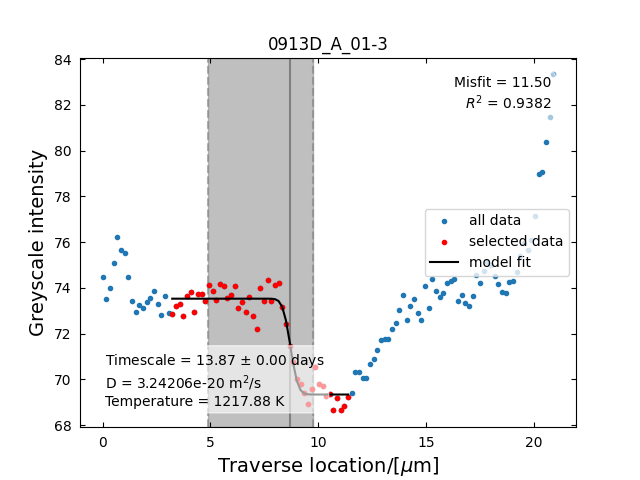 0913D_A_01-3
Misfit = 11.50
R² = 0.9382
84
82
80
78
76
74
72
70
68
Greyscale intensity
all data
selected data
model fit
Timescale = 13.87 ± 0.00 days
D = 3.24206e-20 m²/s
Temperature = 1217.88 K
0 5 10 15 20
Traverse location/[μm]